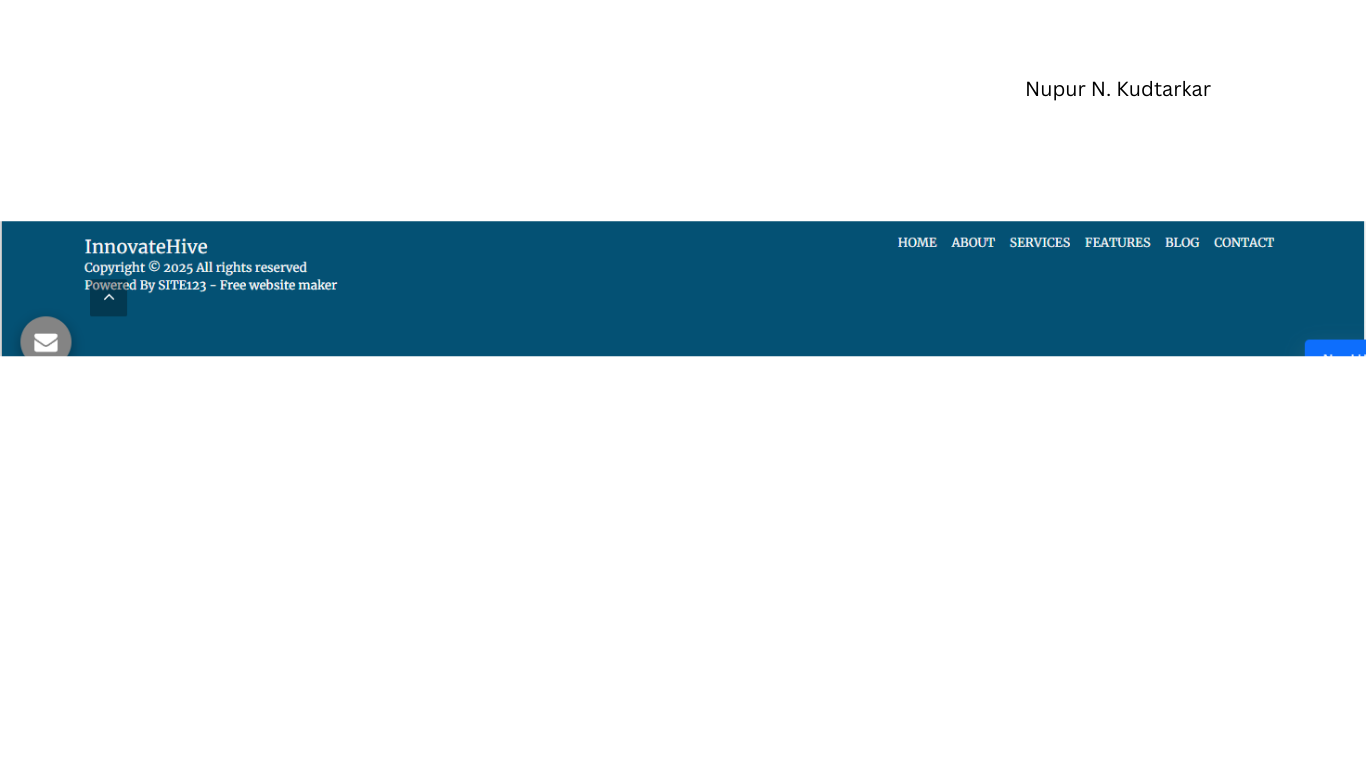 Nupur N. Kudtarkar
InnovateHive
HOME ABOUT SERVICES FEATURES BLOG CONTACT
Copyright © 2025 All rights reserved
Powered By SITE123 - Free website maker